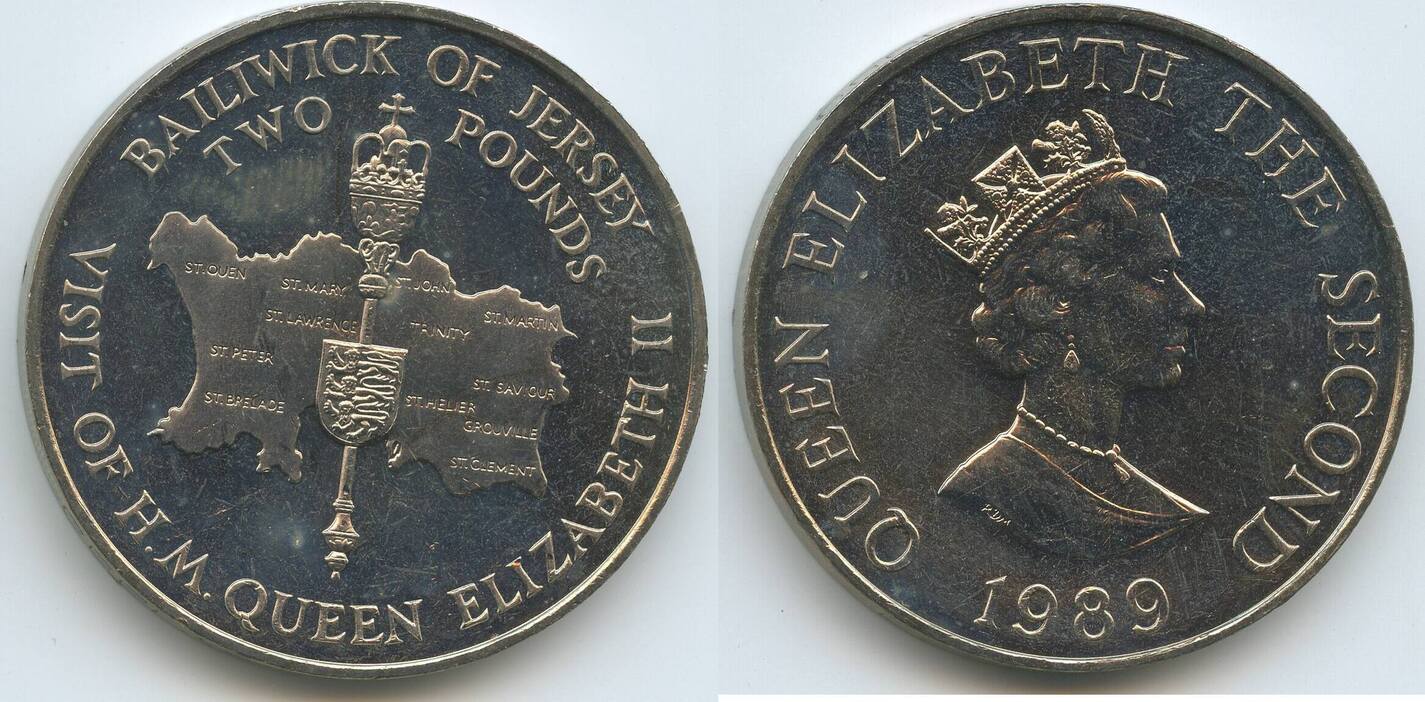 BAILIWICK OF JERSEY
TWO POUNDS
ST.OUEN
ST.MARY
ST.JOHN
ST.LAWRENCE
TRINITY
ST.MARTIN
ST.PETER
ST.BRELADE
ST.SAVIOUR
ST.HELIER
GROUVILLE
ST.CLEMENT
VISIT OF H.M. QUEEN ELIZABETH II
QUEEN ELIZABETH THE SECOND
RDM
1989